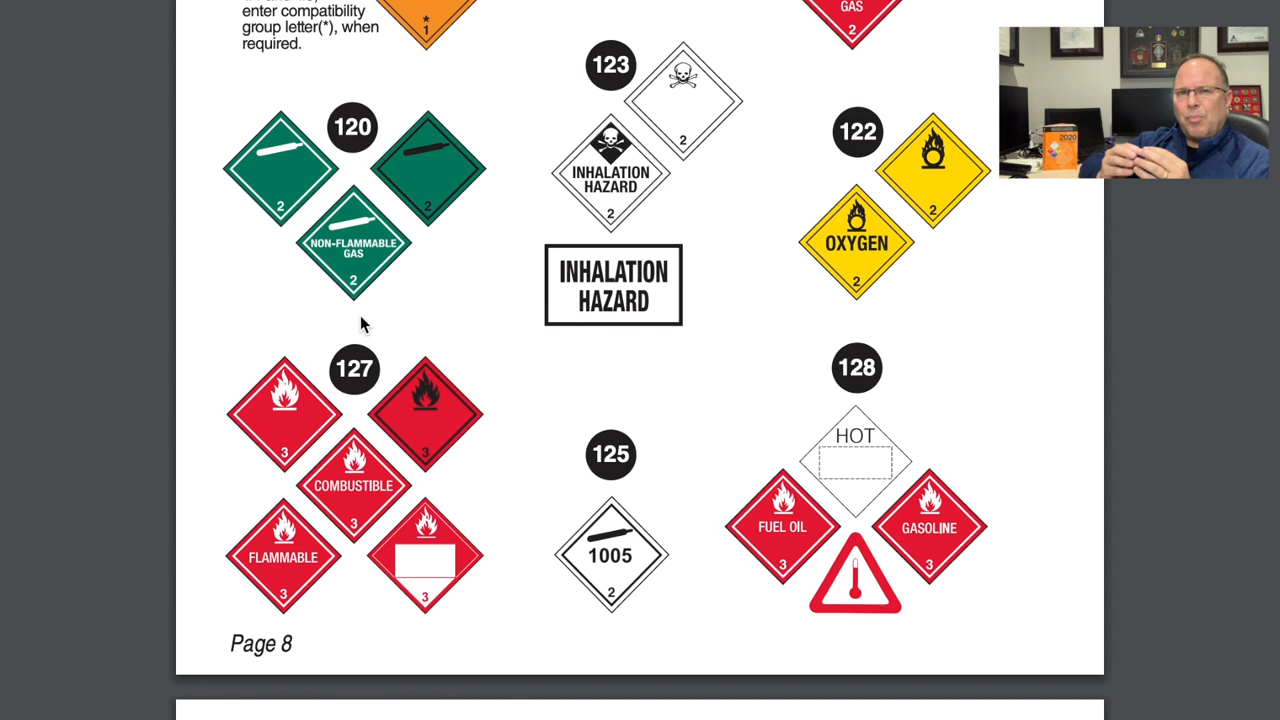 enter compatibility
group letter(*), when
required.
*
1
GAS
2
123
2
INHALATION
HAZARD
2
INHALATION
HAZARD
120
2
2
NON-FLAMMABLE
GAS
2
122
2
OXYGEN
2
127
3
3
COMBUSTIBLE
3
FLAMMABLE
3
3
125
1005
2
128
HOT
FUEL OIL
3
GASOLINE
3
Page 8
2020